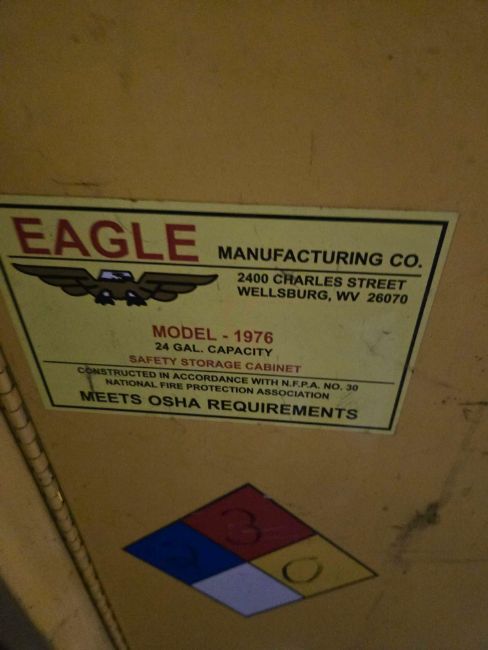 EAGLE MANUFACTURING CO.
2400 CHARLES STREET
WELLSBURG, WV 26070
MODEL - 1976
24 GAL. CAPACITY
SAFETY STORAGE CABINET
CONSTRUCTED IN ACCORDANCE WITH N.F.P.A. NO. 30
NATIONAL FIRE PROTECTION ASSOCIATION
MEETS OSHA REQUIREMENTS
3
2 0